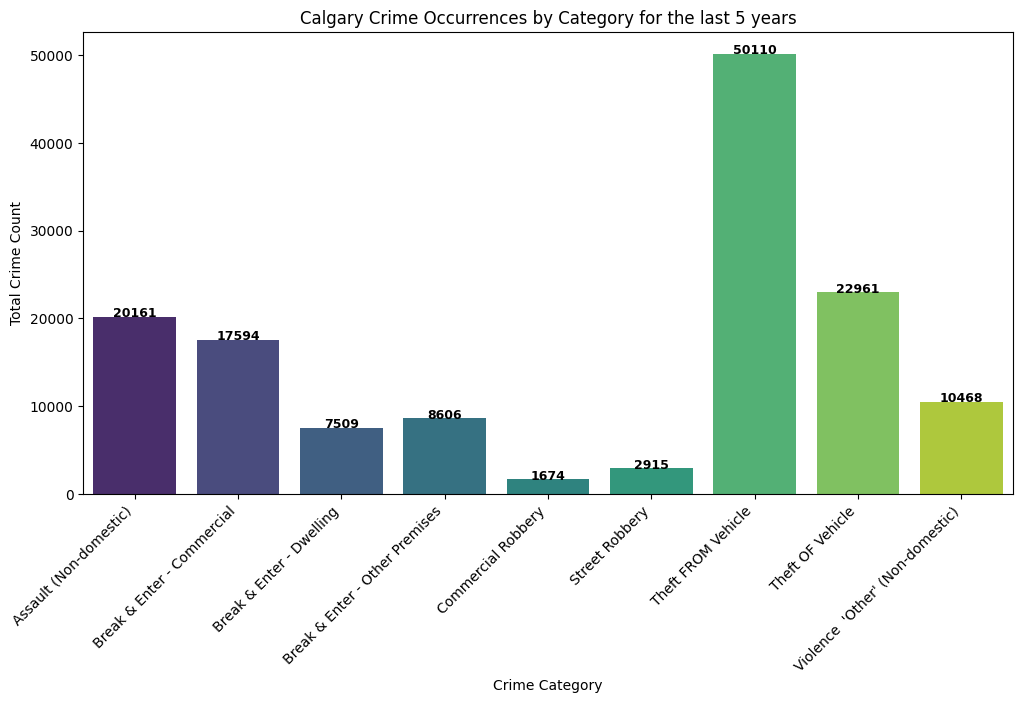 Calgary Crime Occurrences by Category for the last 5 years
Total Crime Count
50000
40000
30000
20000
10000
0
20161
17594
7509
8606
1674
2915
50110
22961
10468
Assault (Non-domestic)
Break & Enter - Commercial
Break & Enter - Dwelling
Break & Enter - Other Premises
Commercial Robbery
Street Robbery
Theft FROM Vehicle
Theft OF Vehicle
Violence  'Other' (Non-domestic)
Crime Category